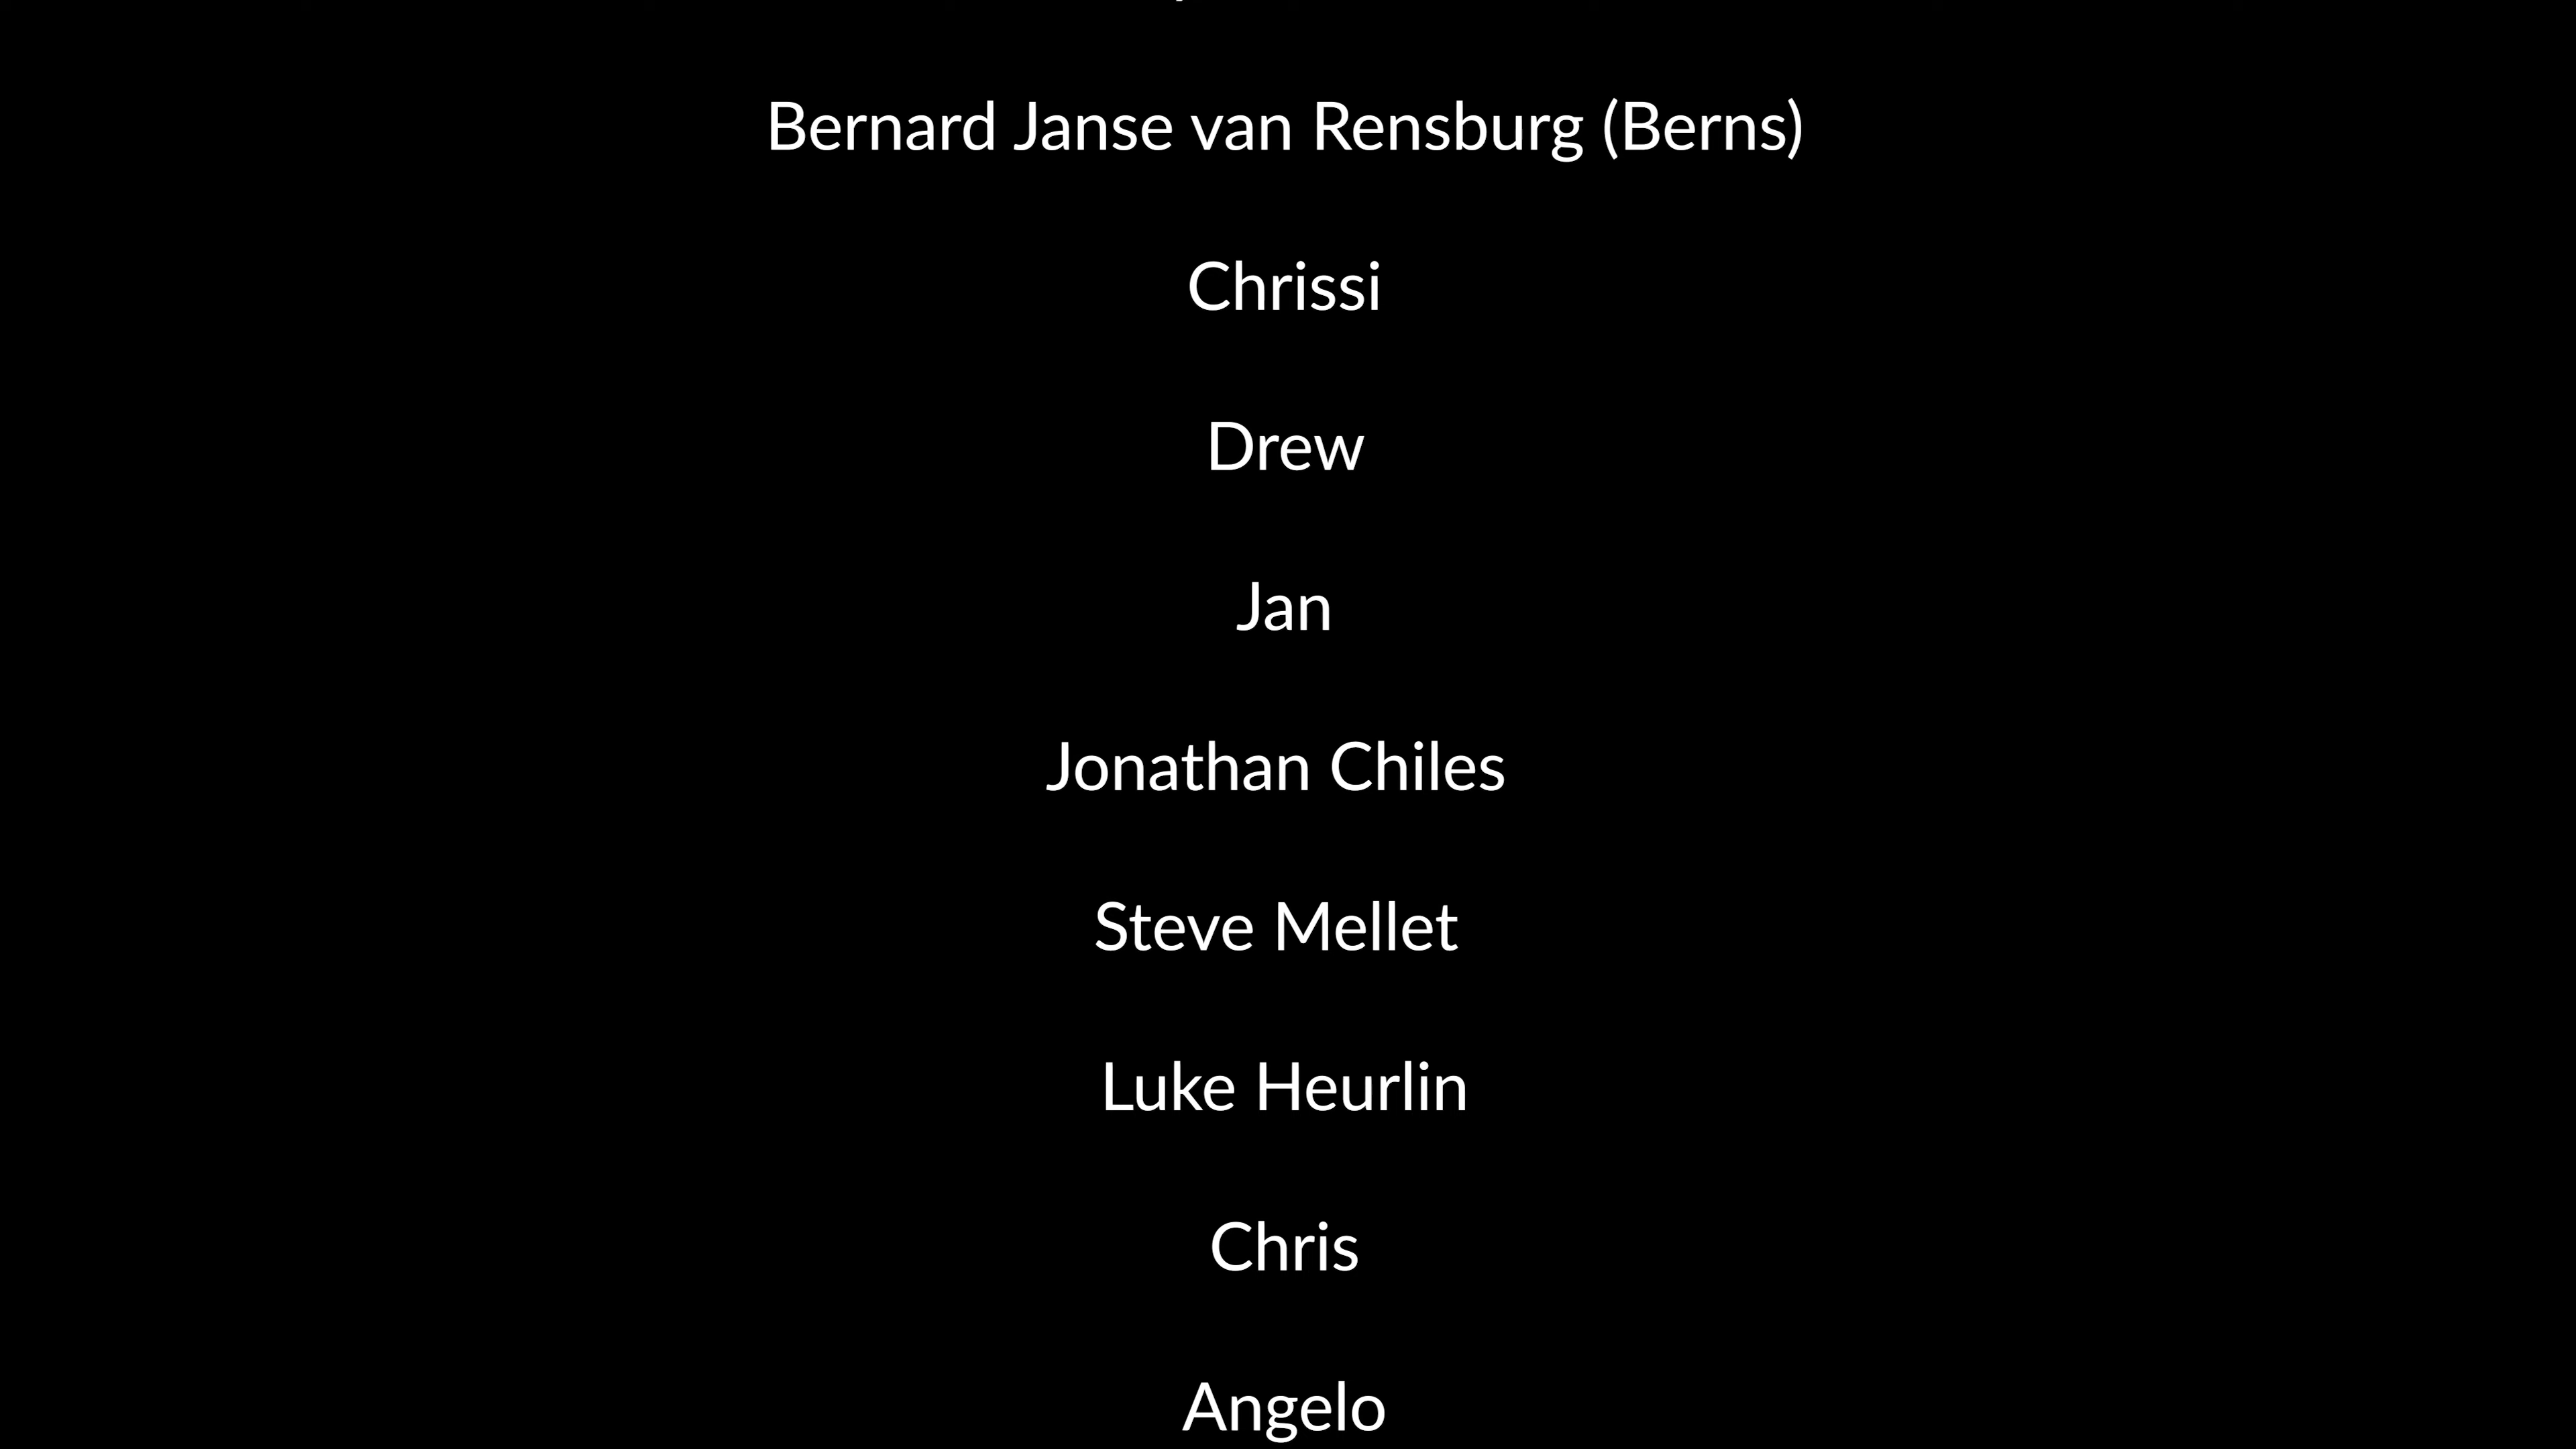 Bernard Janse van Rensburg (Berns)
Chrissi
Drew
Jan
Jonathan Chiles
Steve Mellet
Luke Heurlin
Chris
Angelo